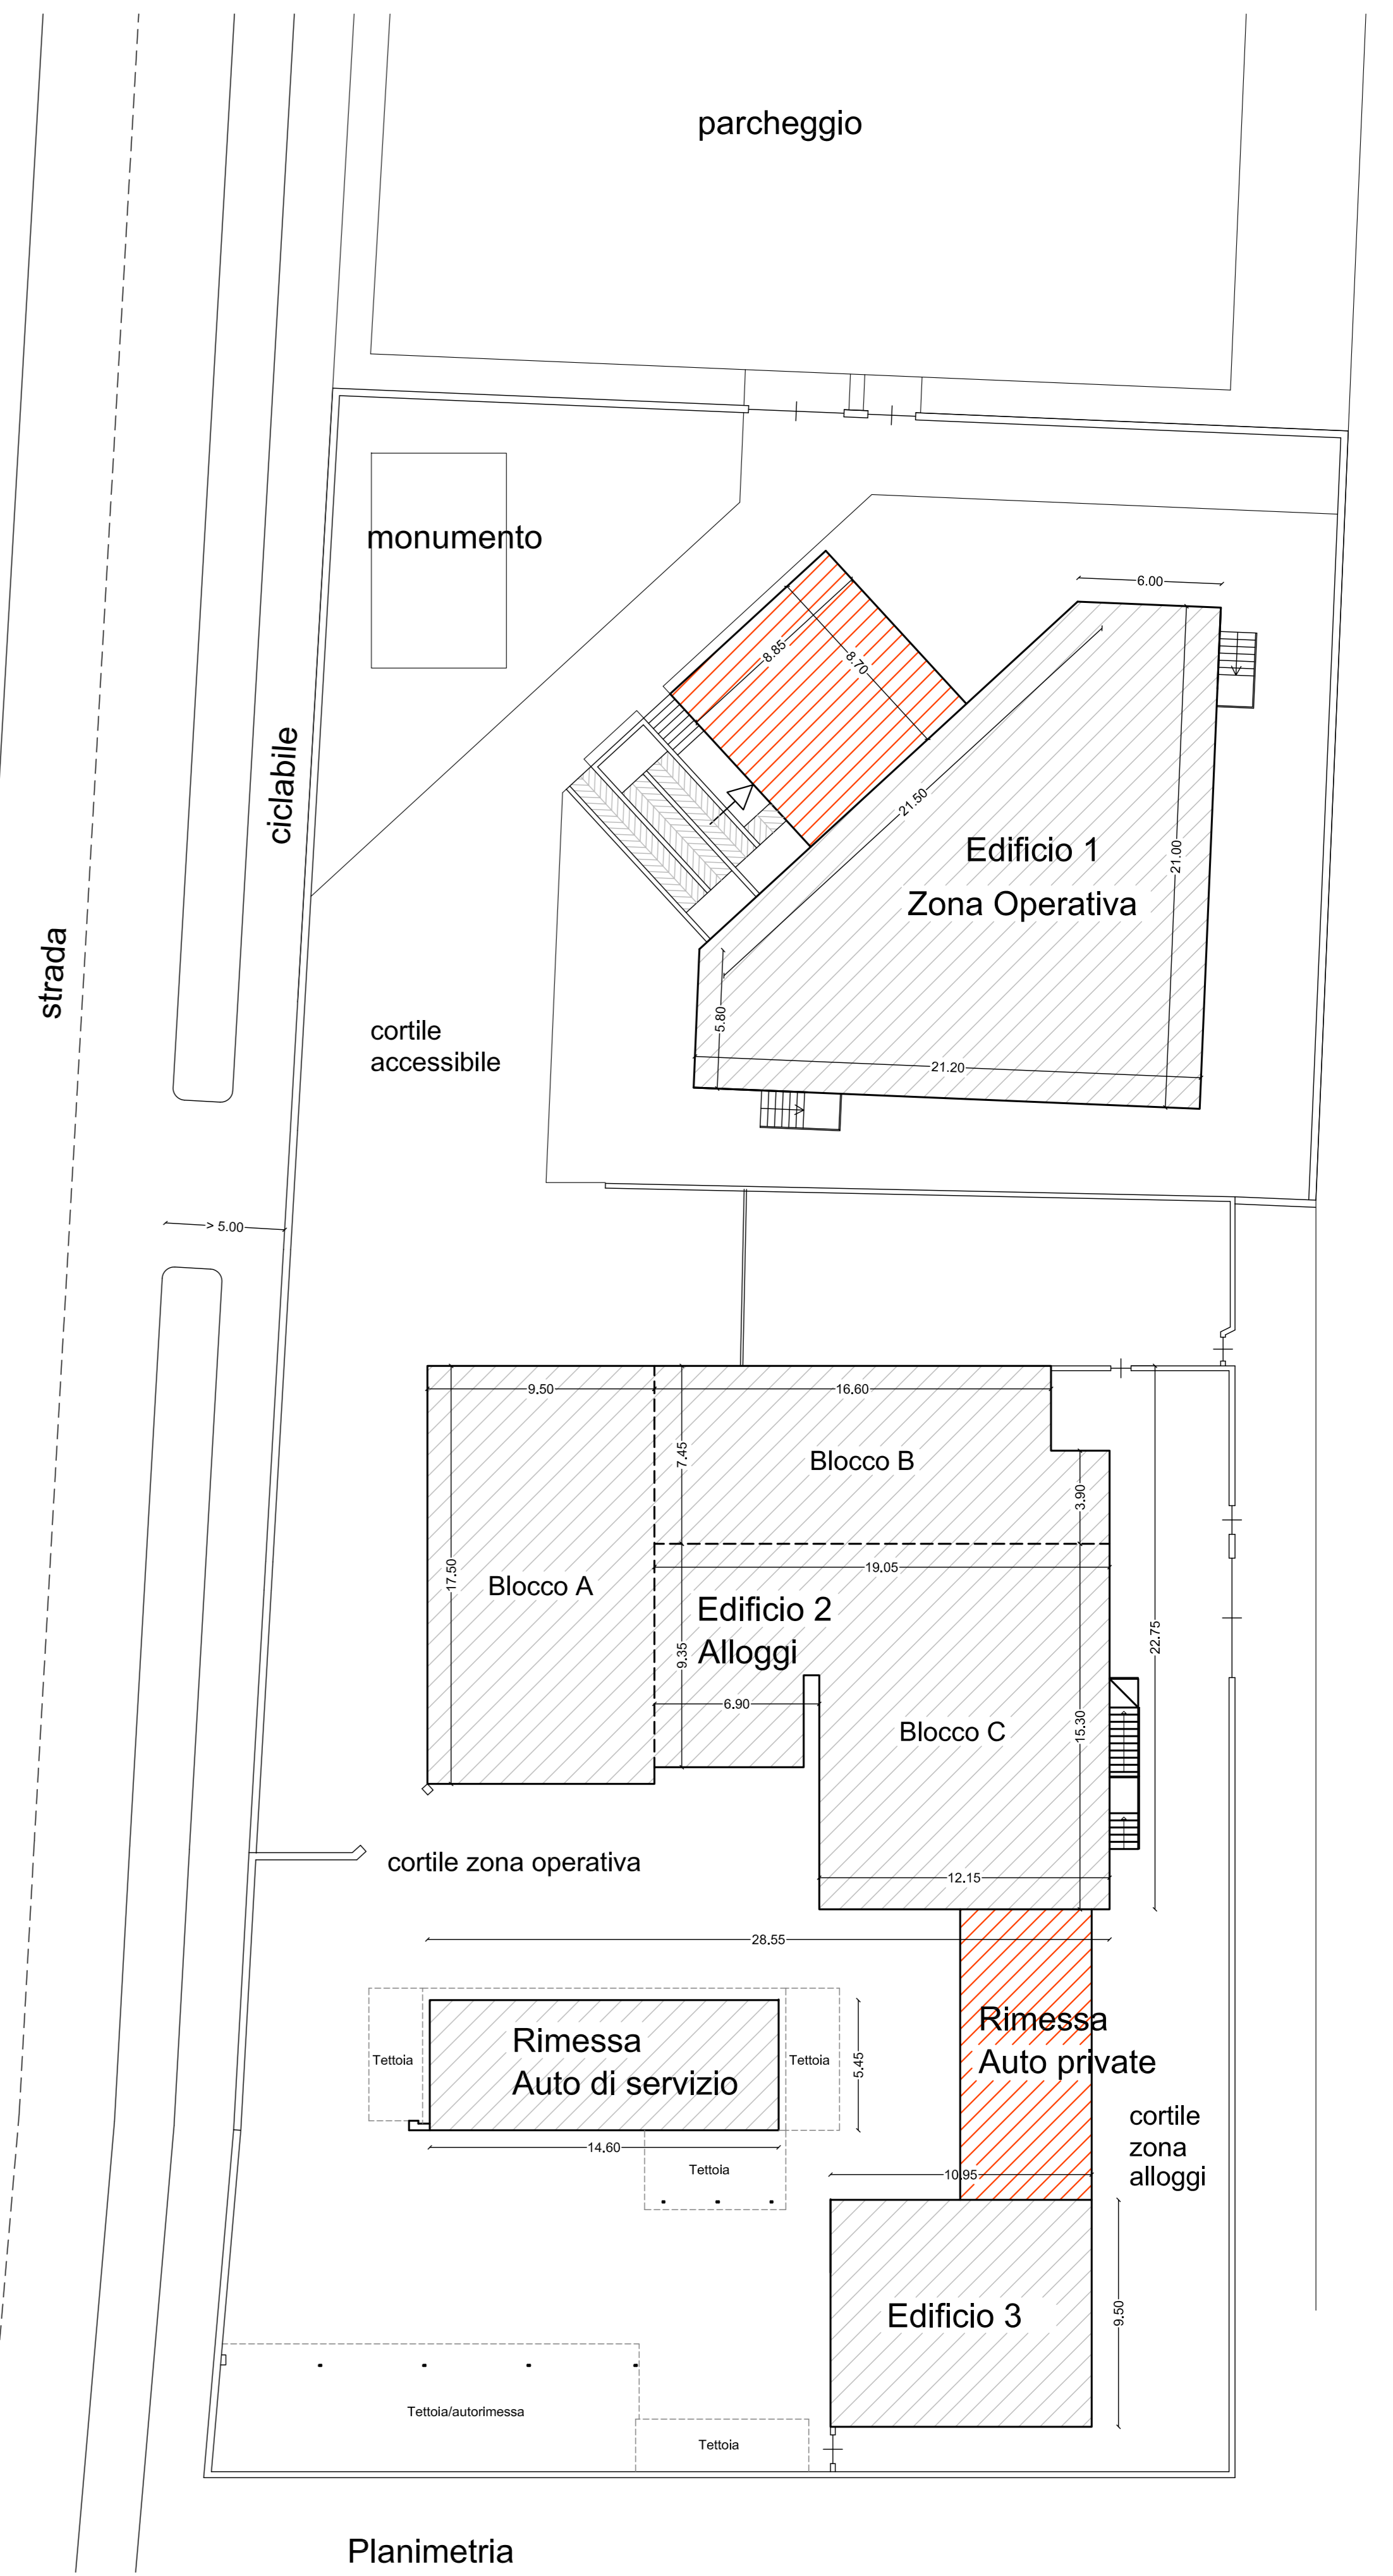 parcheggio
monumento
6.00
8.85
8.70
ciclabile
21.50
Edificio 1
21.00
Zona Operativa
strada
cortile
accessibile
5.80
21.20
> 5.00
9.50
16.60
7.45
Blocco B
3.90
17.50
19.05
Blocco A
Edificio 2
9.35
Alloggi
22.75
6.90
Blocco C
15.30
cortile zona operativa
12.15
28.55
Rimessa
Auto private
Rimessa
Auto di servizio
Tettoia
Tettoia
5.45
14.60
cortile
zona
alloggi
Tettoia
10.95
Edificio 3
9.50
Tettoia/autorimessa
Tettoia
Planimetria